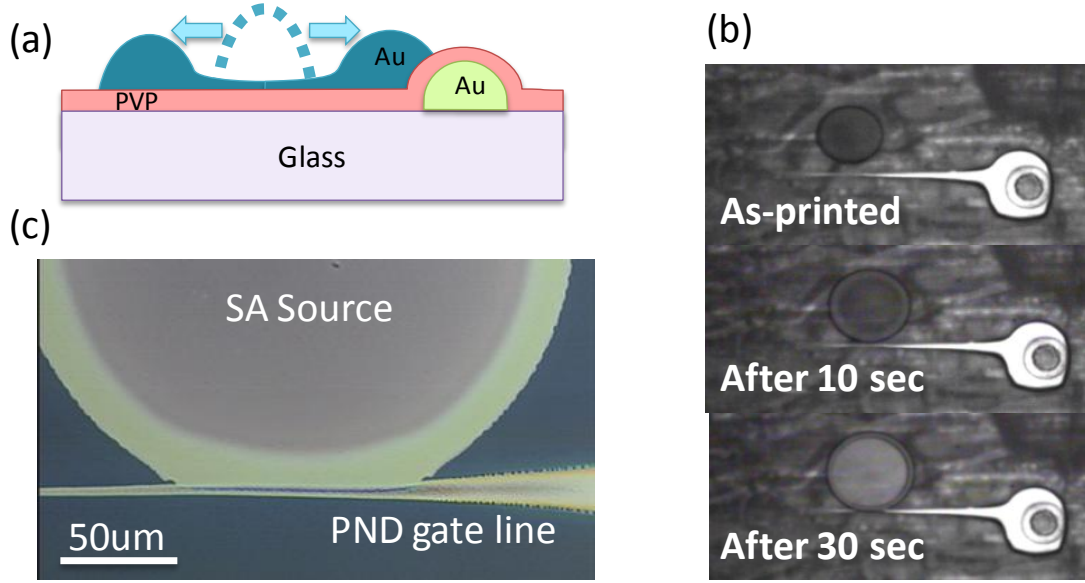 (a)
Au
Au
PVP
Glass
(b)
As-printed
After 10 sec
After 30 sec
(c)
SA Source
PND gate line
50um